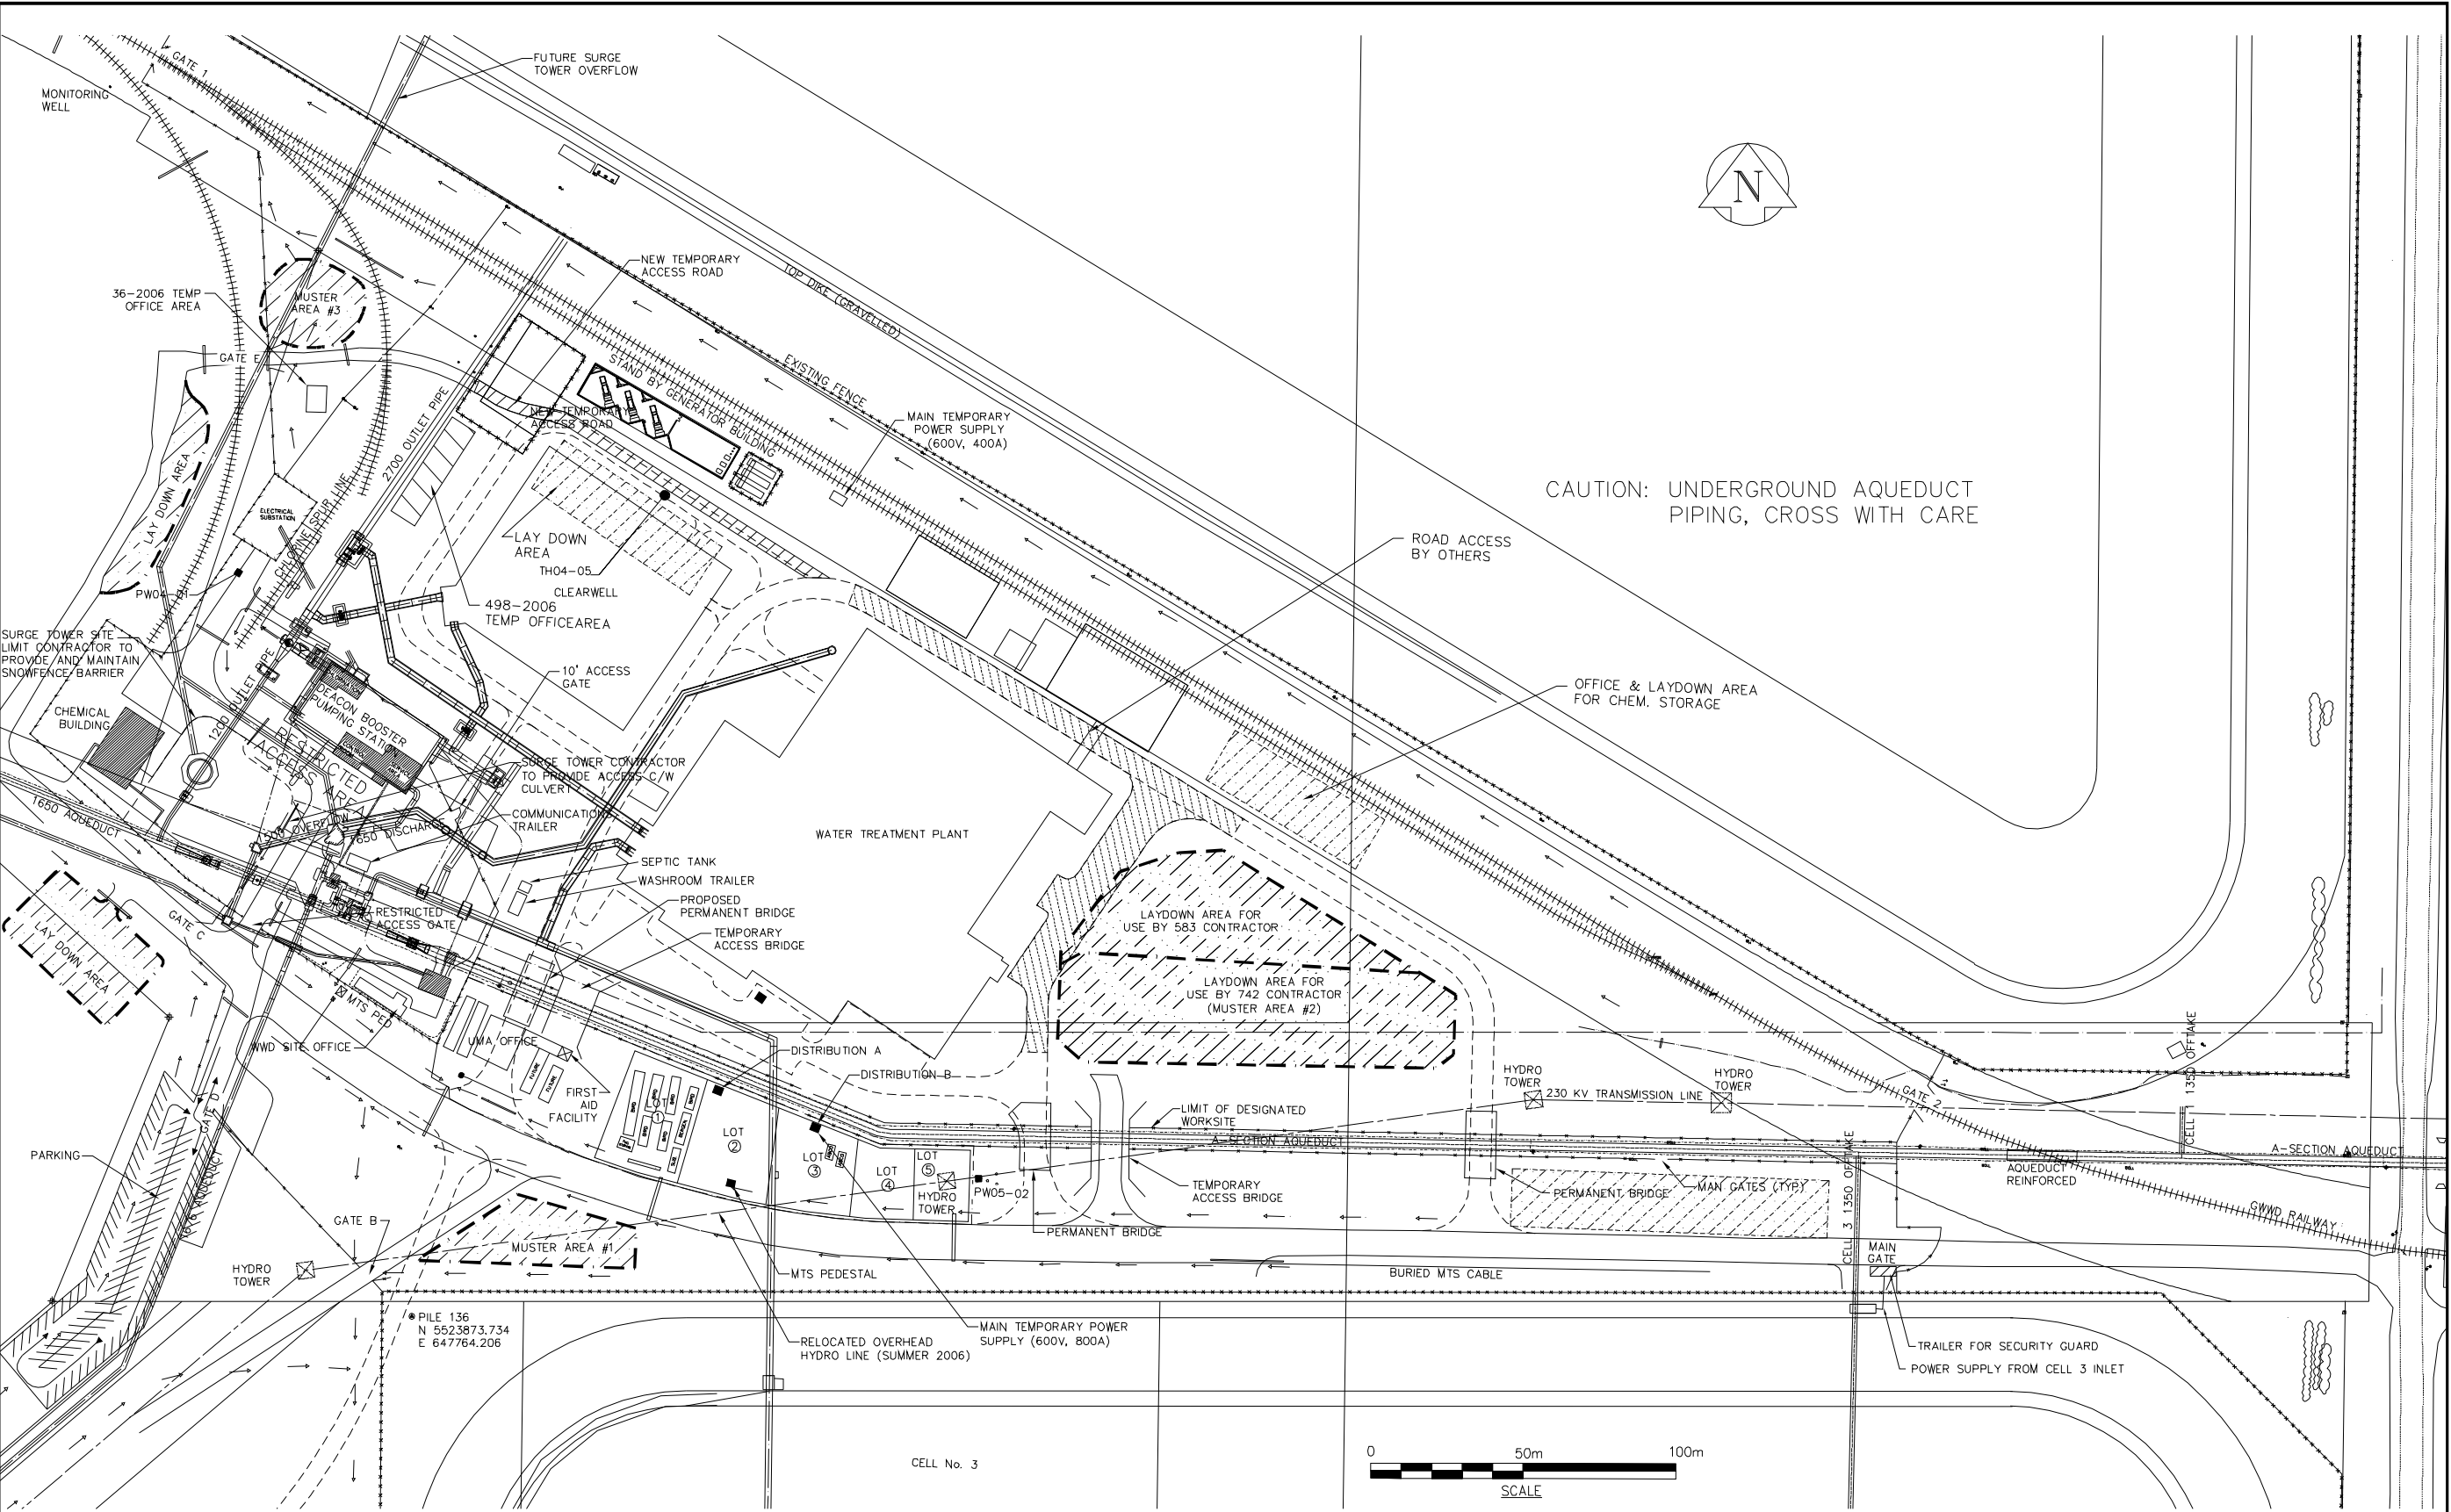 FUTURE SURGE
TOWER OVERFLOW
GATE 1
MONITORING
WELL
N
NEW TEMPORARY
ACCESS ROAD
TOP DIKE (GRAVELLED)
36-2006 TEMP
OFFICE AREA
MUSTER
AREA #3
GATE E
EXISTING FENCE
STAND BY GENERATOR BUILDING
NEW TEMPORARY
ACCESS ROAD
MAIN TEMPORARY
POWER SUPPLY
(600V, 400A)
2700 OUTLET PIPE
LAY DOWN AREA
ELECTRICAL
SUBSTATION
CHLORINE SPUR LINE
CAUTION: UNDERGROUND AQUEDUCT
PIPING, CROSS WITH CARE
LAY DOWN
AREA
TH04-05
CLEARWELL
ROAD ACCESS
BY OTHERS
PW04-01
498-2006
TEMP OFFICEAREA
SURGE TOWER SITE
LIMIT CONTRACTOR TO
PROVIDE AND MAINTAIN
SNOWFENCE BARRIER
10' ACCESS
GATE
OFFICE & LAYDOWN AREA
FOR CHEM. STORAGE
CHEMICAL
BUILDING
1200 OUTLET PIPE
DEACON BOOSTER
PUMPING STATION
CONTROL
RESTRICTED
ACCESS AREA
SURGE TOWER CONTRACTOR
TO PROVIDE ACCESS C/W
CULVERT
1650 AQUEDUCT
OVERFLOW
1650 DISCHARGE
COMMUNICATIONS
TRAILER
WATER TREATMENT PLANT
SEPTIC TANK
WASHROOM TRAILER
PROPOSED
PERMANENT BRIDGE
TEMPORARY
ACCESS BRIDGE
RESTRICTED
ACCESS GATE
GATE C
LAY DOWN AREA
LAYDOWN AREA FOR
USE BY 583 CONTRACTOR
LAYDOWN AREA FOR
USE BY 742 CONTRACTOR
(MUSTER AREA #2)
MTS PED
WWD SITE OFFICE
UMA OFFICE
FUTURE
FUTURE
FIRST
AID
FACILITY
DISTRIBUTION A
DISTRIBUTION B
HYDRO
TOWER
230 KV TRANSMISSION LINE
HYDRO
TOWER
GATE 2
CELL 1 1350 OFFTAKE
LIMIT OF DESIGNATED
WORKSITE
A-SECTION AQUEDUCT
A-SECTION AQUEDUCT
AQUEDUCT
REINFORCED
LOT
①
LOT
②
LOT
③
LOT
④
LOT
⑤
HYDRO
TOWER
PW05-02
TEMPORARY
ACCESS BRIDGE
PERMANENT BRIDGE
PERMANENT BRIDGE
MAN GATES (TYP)
CELL 3 1350 OFFTAKE
GWWD RAILWAY
PARKING
GATE D
GATE B
MUSTER AREA #1
HYDRO
TOWER
MTS PEDESTAL
BURIED MTS CABLE
MAIN
GATE
PILE 136
N 5523873.734
E 647764.206
RELOCATED OVERHEAD
HYDRO LINE (SUMMER 2006)
MAIN TEMPORARY POWER
SUPPLY (600V, 800A)
TRAILER FOR SECURITY GUARD
POWER SUPPLY FROM CELL 3 INLET
CELL No. 3
0 50m 100m
SCALE